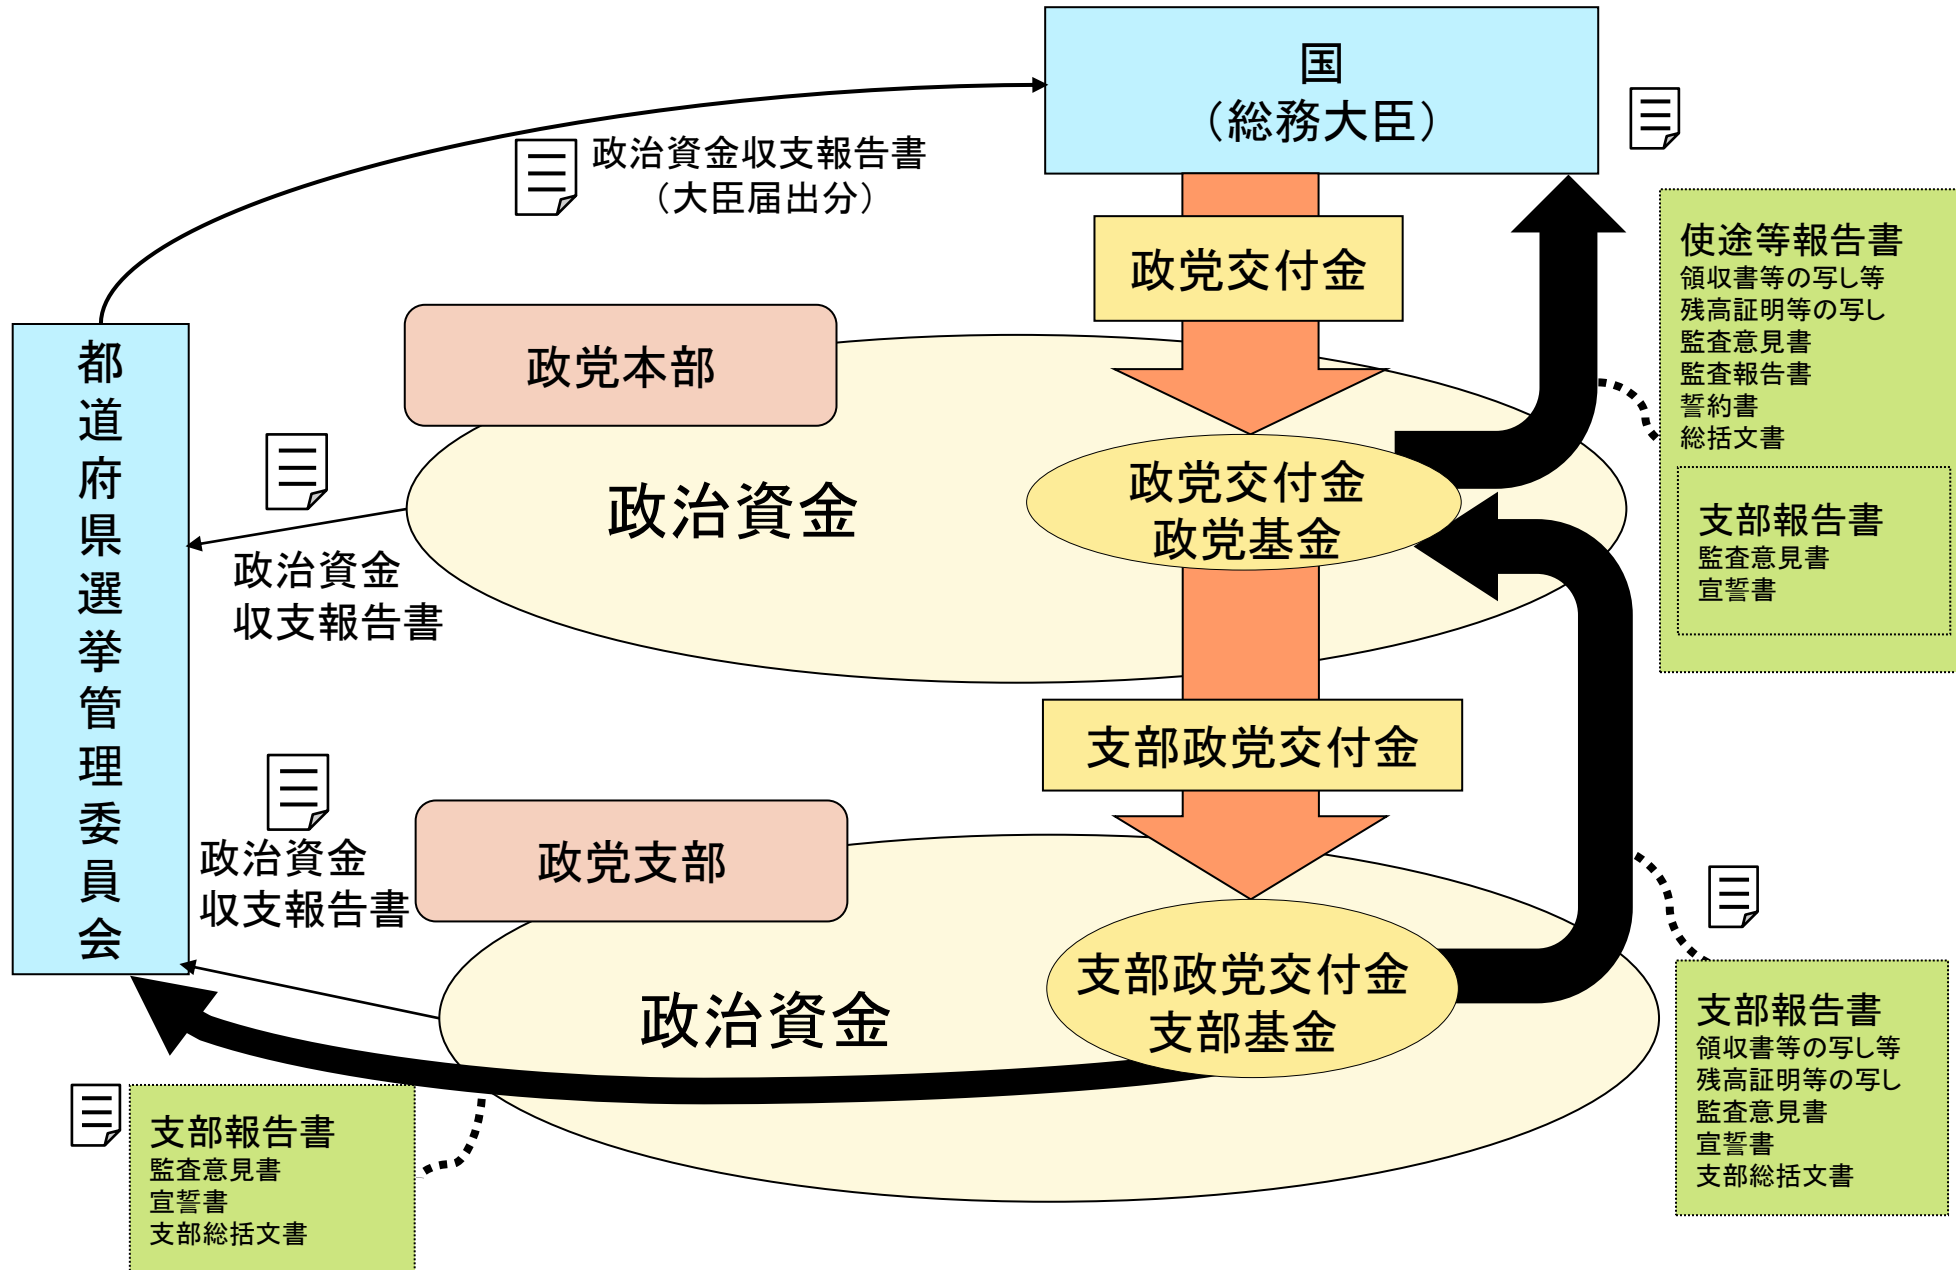 国
（総務大臣）
政治資金収支報告書
（大臣届出分）
政党交付金
使途等報告書
領収書等の写し等
残高証明等の写し
監査意見書
監査報告書
誓約書
総括文書
支部報告書
監査意見書
宣誓書
都道府県選挙管理委員会
政党本部
政治資金
政党交付金
政党基金
政治資金
収支報告書
支部政党交付金
政党支部
政治資金
収支報告書
政治資金
支部政党交付金
支部基金
支部報告書
領収書等の写し等
残高証明等の写し
監査意見書
宣誓書
支部総括文書
支部報告書
監査意見書
宣誓書
支部総括文書